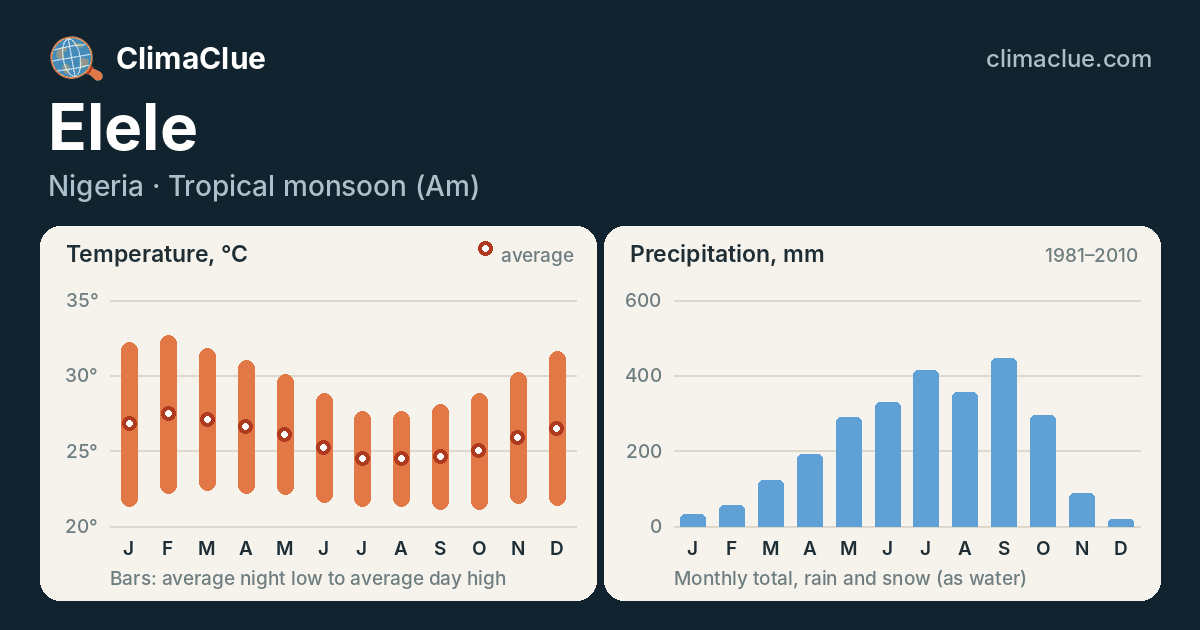 ClimaClue
climaclue.com
Elele
Nigeria · Tropical monsoon (Am)
Temperature, °C
average
35°
30°
25°
20°
J F M A M J J A S O N D
Bars: average night low to average day high
Precipitation, mm
1981–2010
600
400
200
0
J F M A M J J A S O N D
Monthly total, rain and snow (as water)